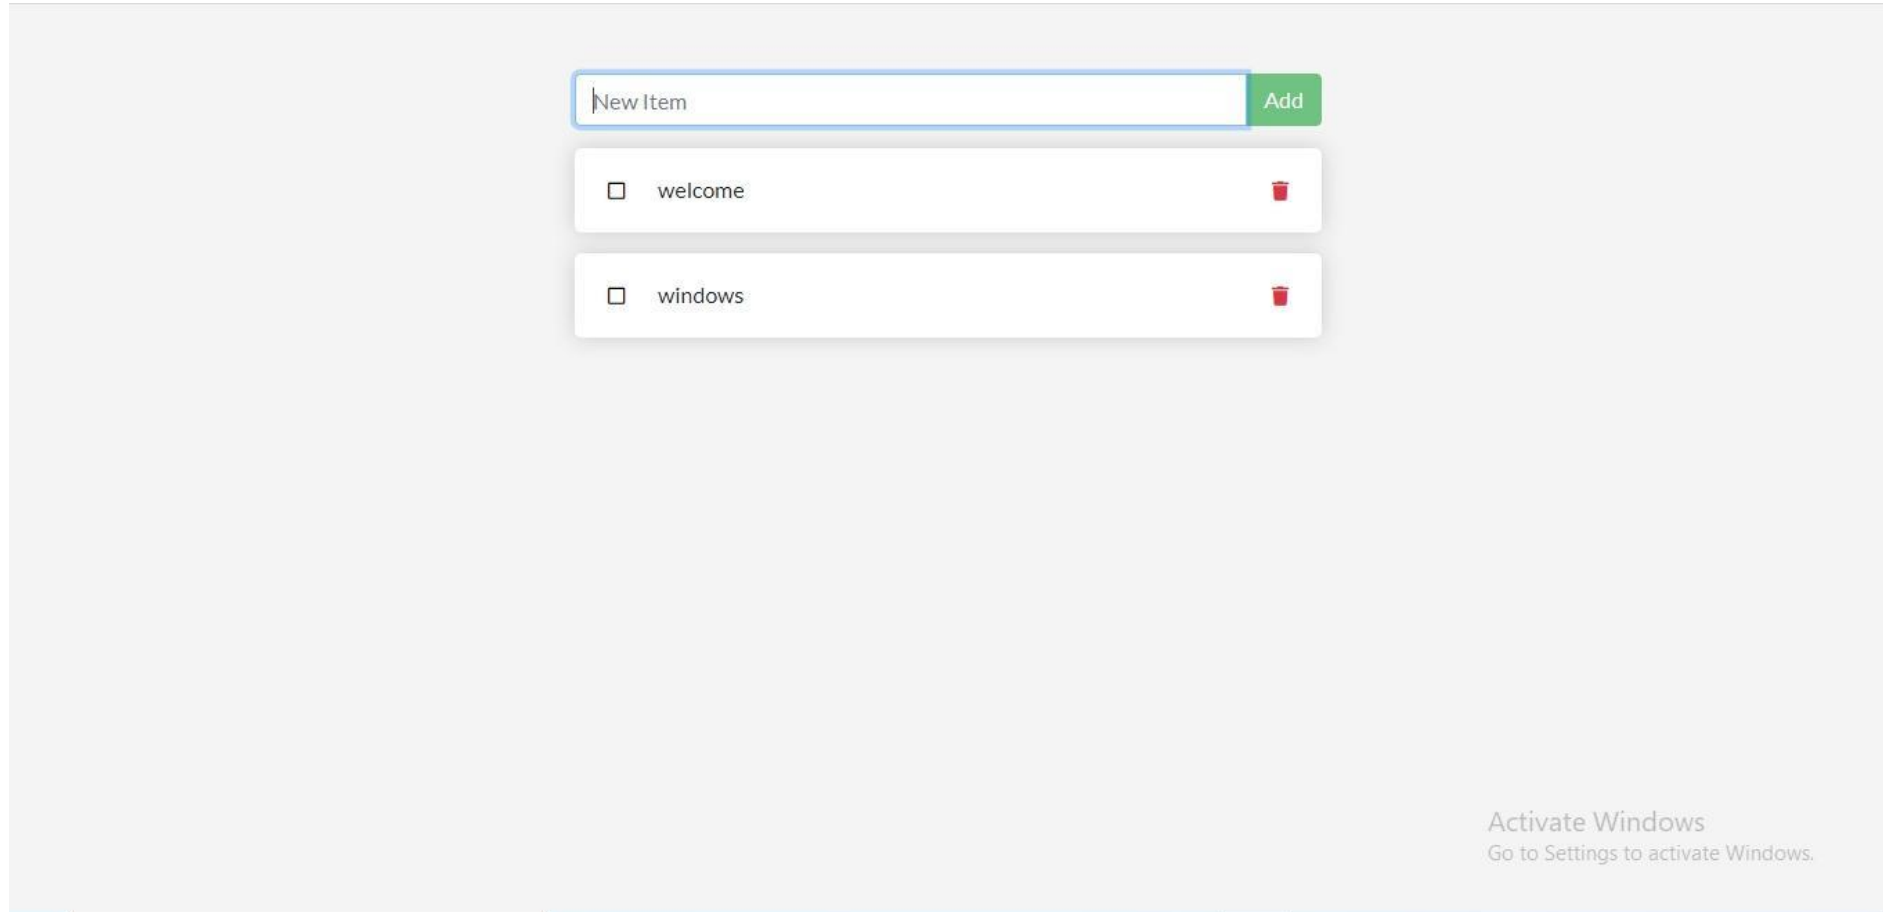 New Item
Add
welcome
windows
Activate Windows
Go to Settings to activate Windows.